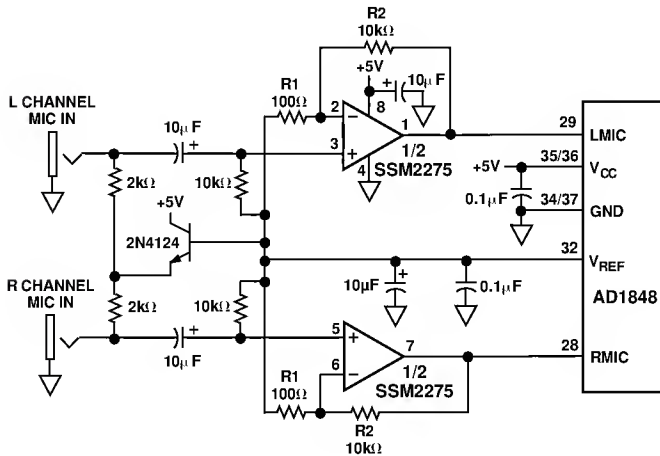 R2
10kΩ
+5V
10μF
R1
100Ω
L CHANNEL
MIC IN
10μF
+
2
−
8
1
3
+
4
1/2
SSM2275
29
LMIC
35/36
+5V
VCC
0.1μF
34/37
GND
2kΩ
10kΩ
+5V
2N4124
32
VREF
10μF
+
0.1μF
AD1848
R CHANNEL
MIC IN
2kΩ
10kΩ
+
10μF
5
+
7
6
−
1/2
SSM2275
28
RMIC
R1
100Ω
R2
10kΩ
+